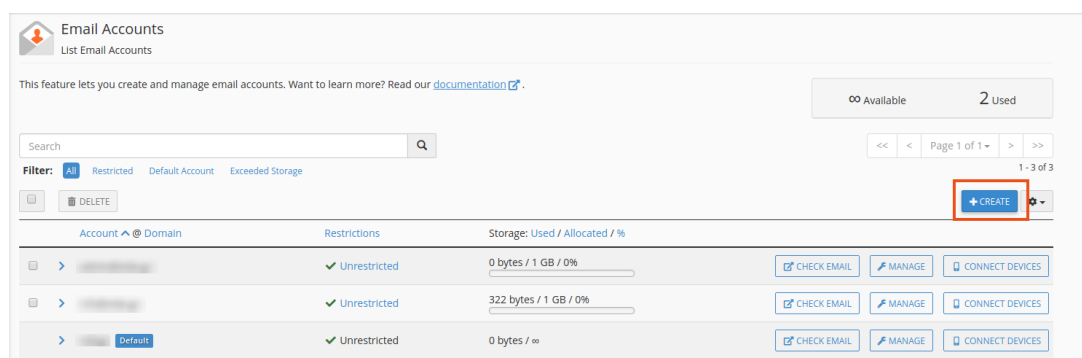 Email Accounts
List Email Accounts
This feature lets you create and manage email accounts. Want to learn more? Read our documentation .
∞ Available 2 Used
Search
<< < Page 1 of 1 > >>
Filter: All Restricted Default Account Exceeded Storage
1 - 3 of 3
DELETE + CREATE
Account @ Domain Restrictions Storage: Used / Allocated / %
Unrestricted 0 bytes / 1 GB / 0% CHECK EMAIL MANAGE CONNECT DEVICES
Unrestricted 322 bytes / 1 GB / 0% CHECK EMAIL MANAGE CONNECT DEVICES
Default Unrestricted 0 bytes / ∞ CHECK EMAIL MANAGE CONNECT DEVICES